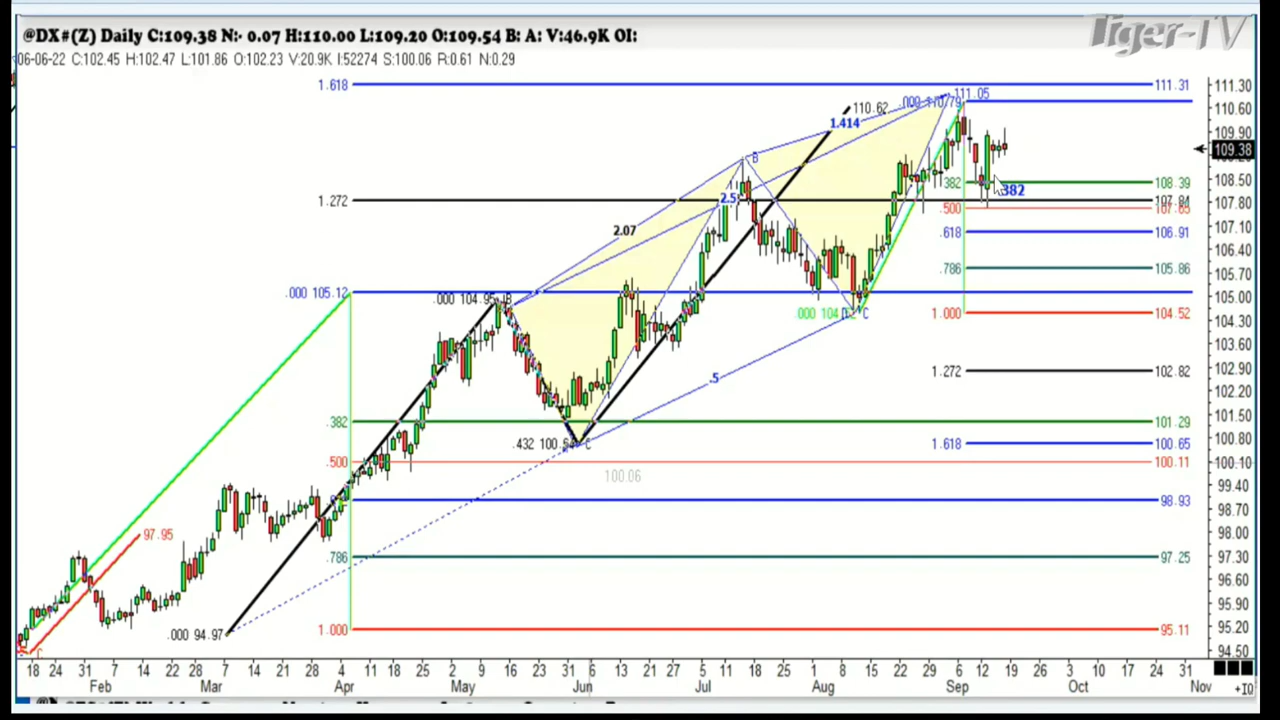 Tiger-TV
@DX#(Z) Daily C:109.38 N:- 0.07 H:110.00 L:109.20 O:109.54 B: A: V:46.9K OI:
06-06-22 C:102.45 H:102.47 L:101.86 O:102.23 V:20.9K I:52274 S:100.06 R:0.61 N:0.29
1.618 111.31 111.30
.000 110.79 111.05
110.62 110.60
1.414
109.90
109.38
B
.382 108.39 108.50
.382
1.272 2.5 107.84 107.80
.500 107.65
2.07 .618 106.91 107.10
106.40
.786 105.86 105.70
.000 105.12 .000 104.95 B 105.00
1.000 104.52
C 104.30
103.60
.5 1.272 102.82 102.90
102.20
.382 101.29 101.50
.432 C 1.618 100.65 100.80
.500 100.11 100.10
100.06
99.40
98.93 98.70
97.95 98.00
.786 97.25 97.30
96.60
95.90
.000 94.97 1.000 95.11 95.20
94.50
18 24 31 7 14 22 28 7 14 21 28 4 11 18 25 2 9 16 23 31 6 13 21 27 5 11 18 25 1 8 15 22 29 6 12 19 26 3 10 17 24 31
Feb Mar Apr May Jun Jul Aug Sep Oct Nov
+10